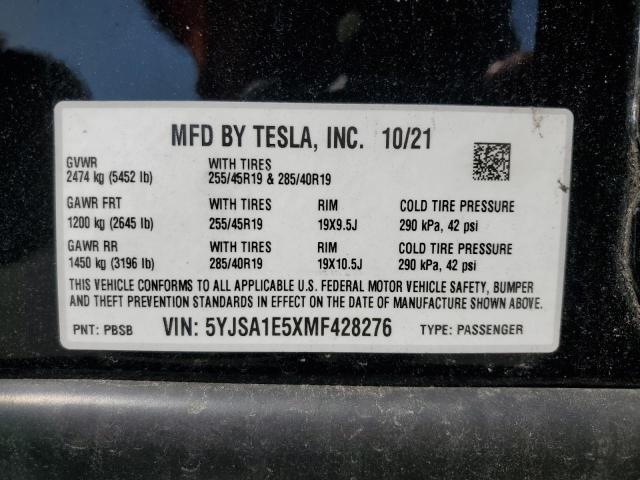 MFD BY TESLA, INC. 10/21
GVWR WITH TIRES
2474 kg (5452 lb) 255/45R19 & 285/40R19
GAWR FRT WITH TIRES RIM COLD TIRE PRESSURE
1200 kg (2645 lb) 255/45R19 19X9.5J 290 kPa, 42 psi
GAWR RR WITH TIRES RIM COLD TIRE PRESSURE
1450 kg (3196 lb) 285/40R19 19X10.5J 290 kPa, 42 psi
THIS VEHICLE CONFORMS TO ALL APPLICABLE U.S. FEDERAL MOTOR VEHICLE SAFETY, BUMPER
AND THEFT PREVENTION STANDARDS IN EFFECT ON THE DATE OF MANUFACTURE SHOWN ABOVE.
PNT: PBSB VIN: 5YJSA1E5XMF428276 TYPE: PASSENGER